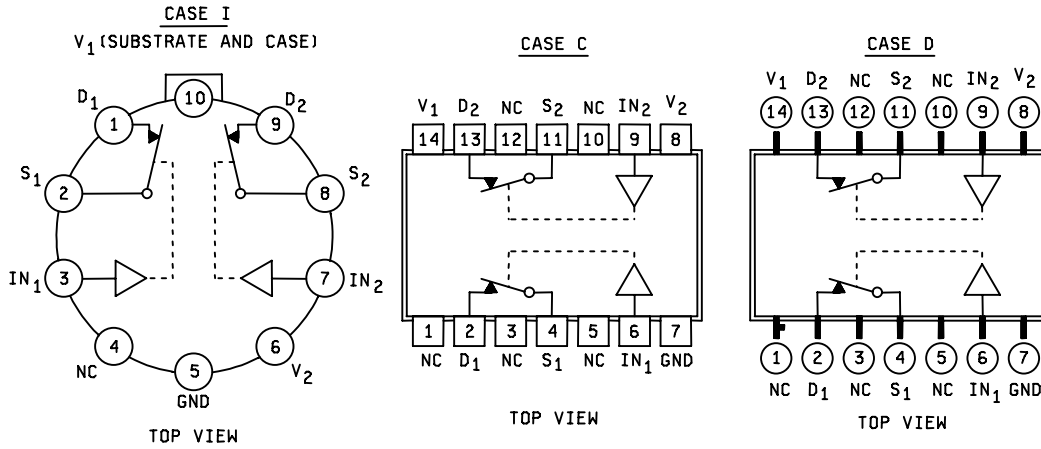 CASE I
V1 (SUBSTRATE AND CASE)
10
D1 D2
1 9
S1 S2
2 8
IN1 3 7 IN2
4 6
NC V2
5
GND
TOP VIEW
CASE C
V1 D2 NC S2 NC IN2 V2
14 13 12 11 10 9 8
1 2 3 4 5 6 7
NC D1 NC S1 NC IN1 GND
TOP VIEW
CASE D
V1 D2 NC S2 NC IN2 V2
14 13 12 11 10 9 8
1 2 3 4 5 6 7
NC D1 NC S1 NC IN1 GND
TOP VIEW